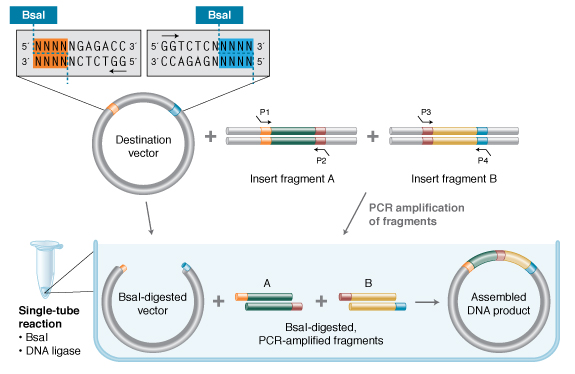 BsaI
BsaI
5′ NNNNNGAGACC 3′
3′ NNNNNCTCTGG 5′
5′ GGTCTCNNNNN 3′
3′ CCAGAGNNNNN 5′
Destination
vector
+
P1
P2
Insert fragment A
+
P3
P4
Insert fragment B
PCR amplification
of fragments
Single-tube
reaction
• BsaI
• DNA ligase
BsaI-digested
vector
+
A
+
B
BsaI-digested,
PCR-amplified fragments
Assembled
DNA product